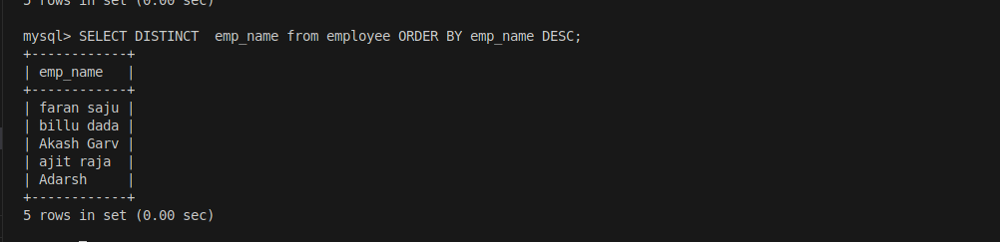 5 rows in set (0.00 sec)
mysql> SELECT DISTINCT  emp_name from employee ORDER BY emp_name DESC;
+------------+
| emp_name   |
+------------+
| faran saju |
| billu dada |
| Akash Garv |
| ajit raja  |
| Adarsh     |
+------------+
5 rows in set (0.00 sec)